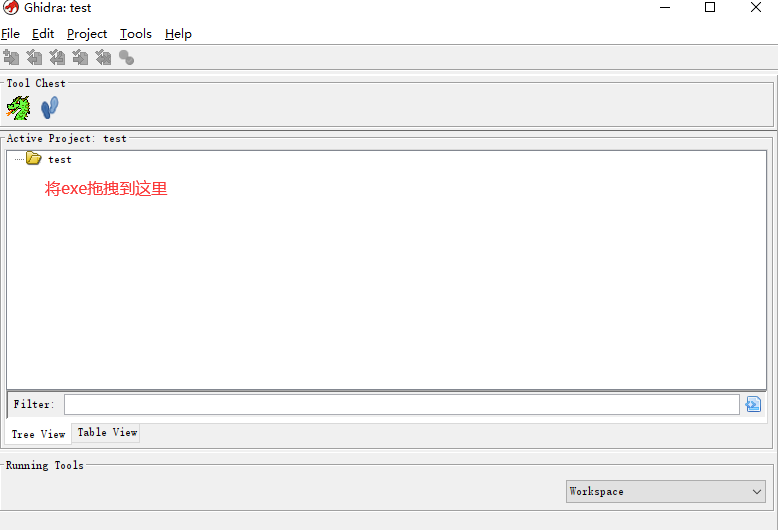 Ghidra: test
File Edit Project Tools Help
Tool Chest
Active Project: test
test
将exe拖拽到这里
Filter:
Tree View Table View
Running Tools
Workspace